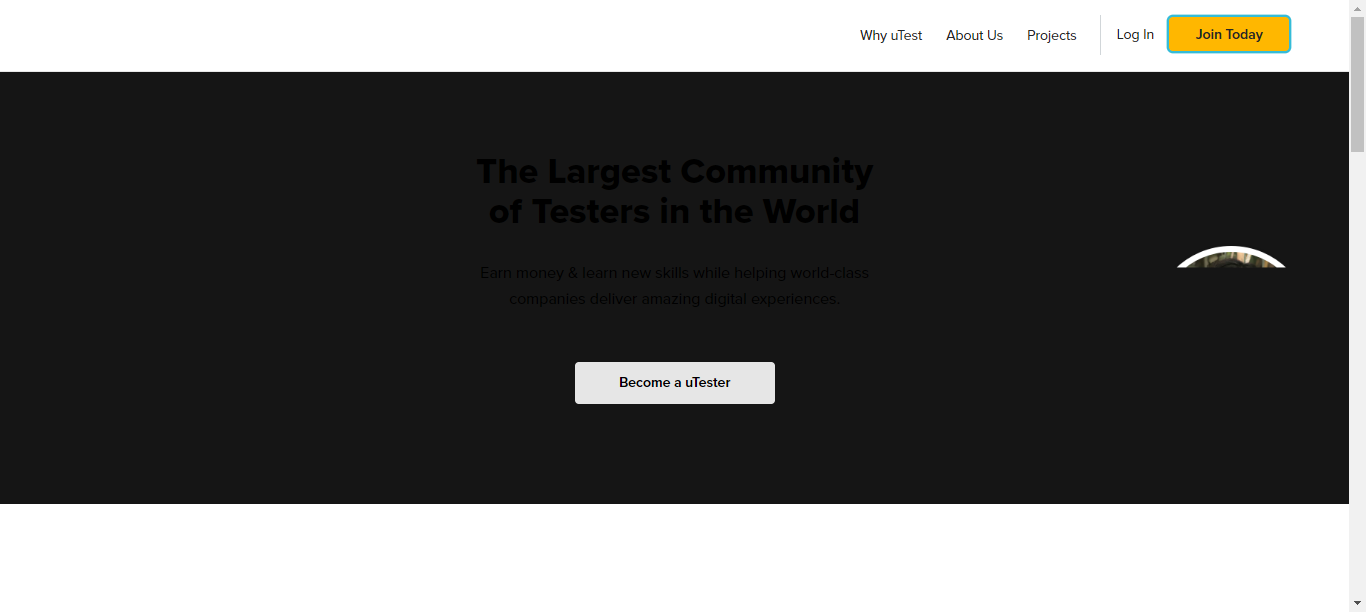 Why uTest About Us Projects Log In Join Today
The Largest Community
of Testers in the World
Earn money & learn new skills while helping world-class
companies deliver amazing digital experiences.
Become a uTester